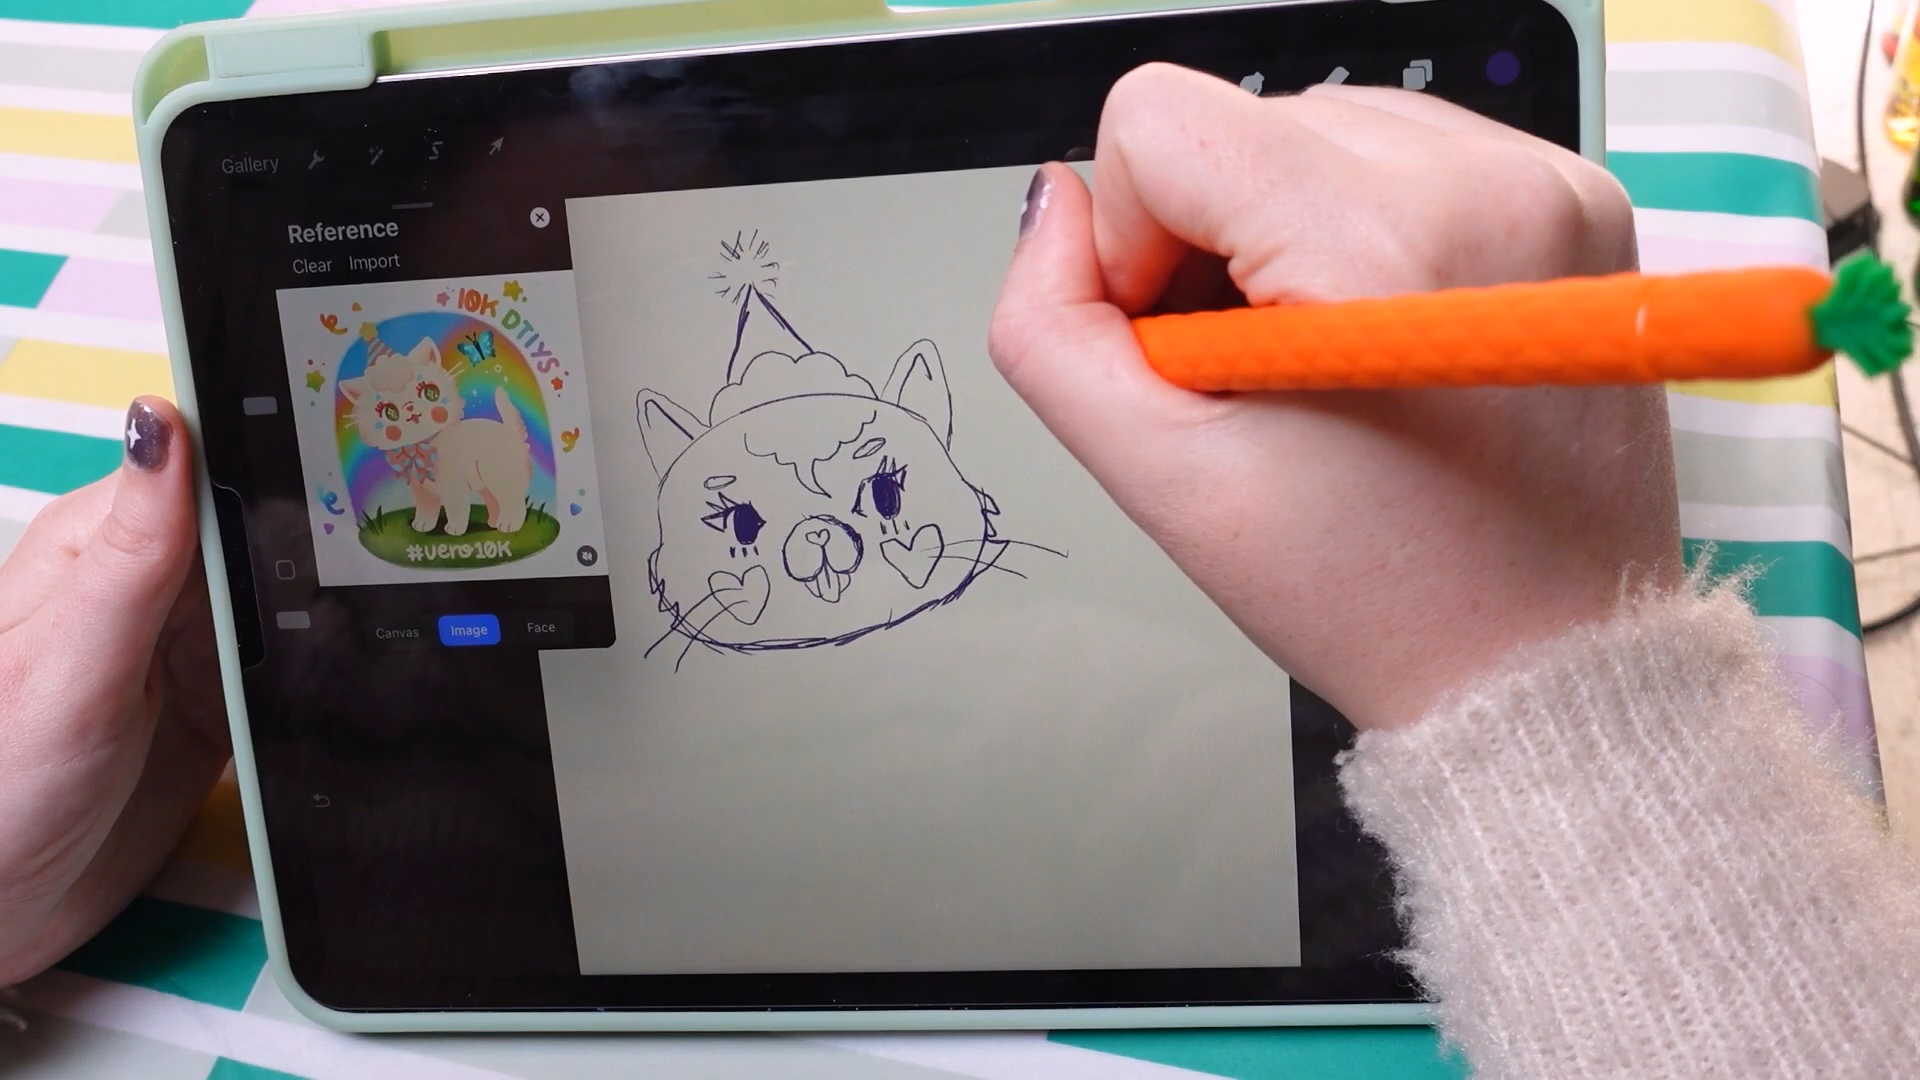 Gallery
Reference
Clear Import
10K
DTIYS
#vero10K
Canvas Image Face